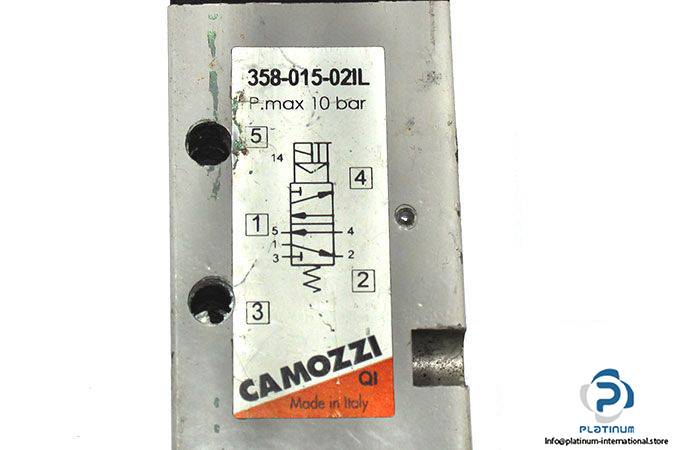 358-015-02IL
P.max 10 bar
5
14
4
1
5
4
1
3
2
2
3
CAMOZZI
QI
Made in Italy
PLATINUM
info@platinum-international.store